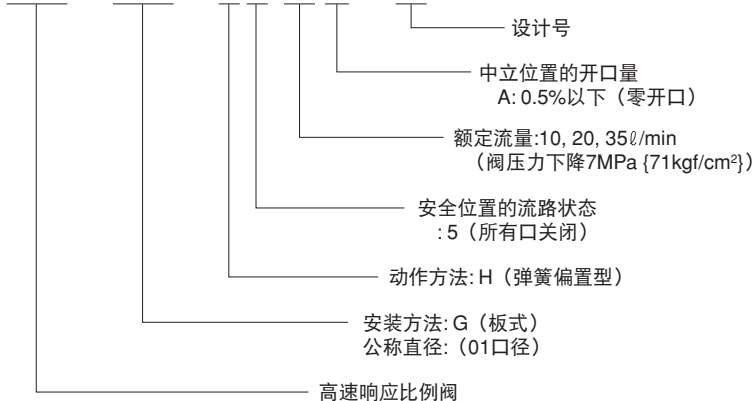 设计号
中立位置的开口量
A: 0.5%以下（零开口）
额定流量:10, 20, 35ℓ/min
（阀压力下降7MPa {71kgf/cm²}）
安全位置的流路状态
: 5（所有口关闭）
动作方法: H（弹簧偏置型）
安装方法: G（板式）
公称直径:（01口径）
高速响应比例阀